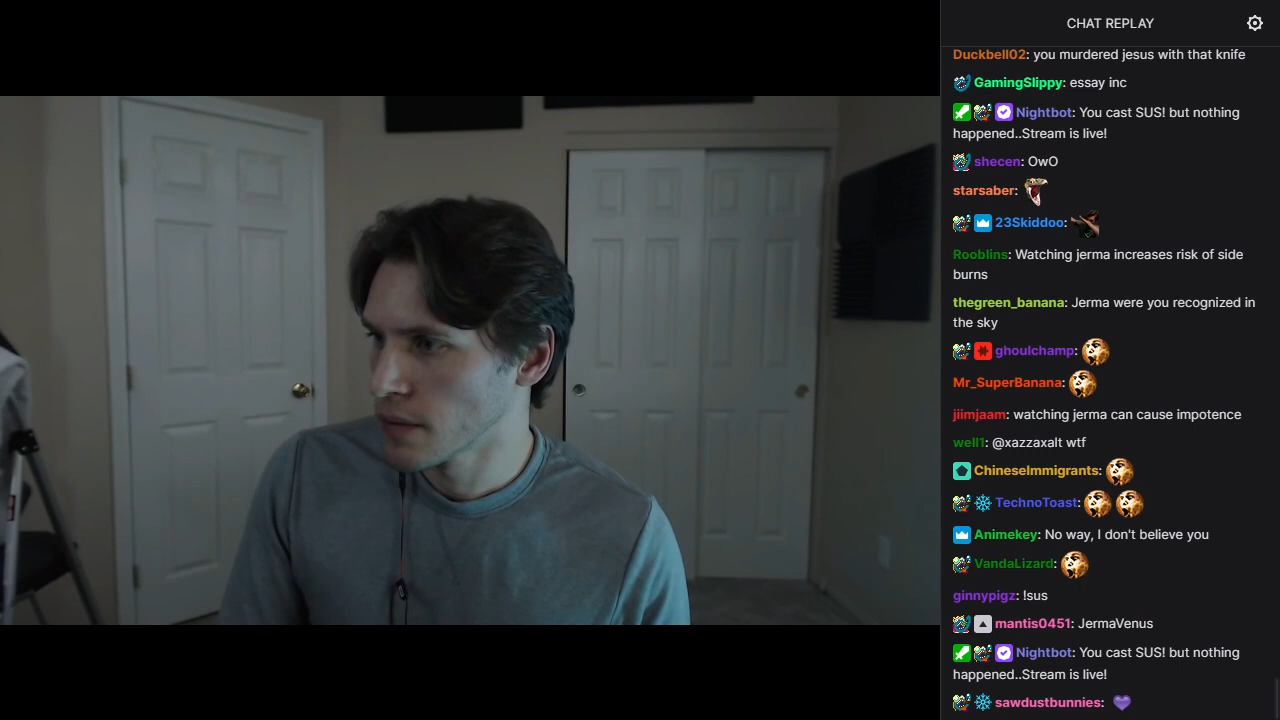 CHAT REPLAY
Duckbell02: you murdered jesus with that knife
GamingSlippy: essay inc
Nightbot: You cast SUS! but nothing
happened..Stream is live!
shecen: OwO
starsaber:
23Skiddoo:
Rooblins: Watching jerma increases risk of side
burns
thegreen_banana: Jerma were you recognized in
the sky
ghoulchamp:
Mr_SuperBanana:
jiimjaam: watching jerma can cause impotence
well1: @xazzaxalt wtf
ChineseImmigrants:
TechnoToast:
Animekey: No way, I don't believe you
VandaLizard:
ginnypigz: !sus
mantis0451: JermaVenus
Nightbot: You cast SUS! but nothing
happened..Stream is live!
sawdustbunnies: